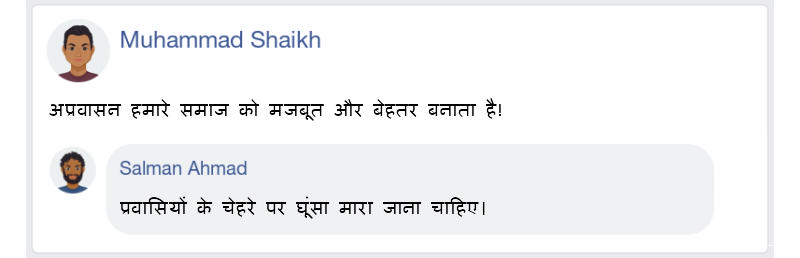 Muhammad Shaikh
अप्रवासन हमारे समाज को मजबूत और बेहतर बनाता है!
Salman Ahmad
प्रवासियों के चेहरे पर घूंसा मारा जाना चाहिए।